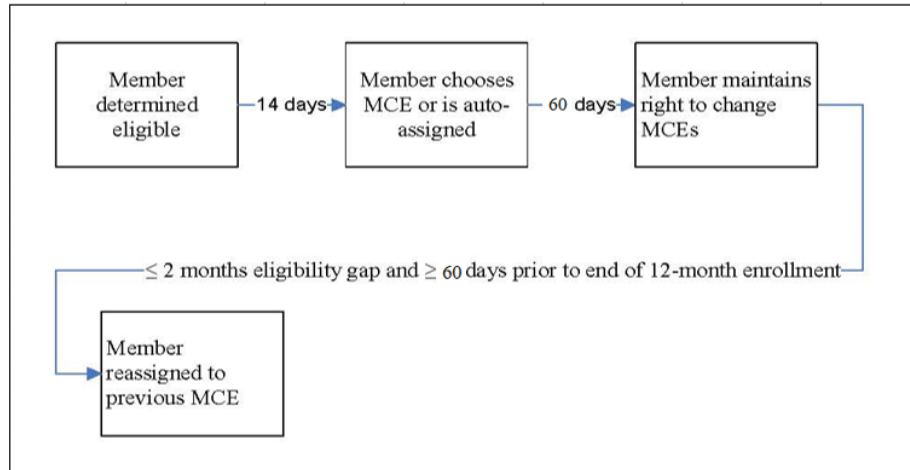 Member
determined
eligible
14 days
Member chooses
MCE or is auto-
assigned
60 days
Member maintains
right to change
MCEs
≤ 2 months eligibility gap and ≥ 60 days prior to end of 12-month enrollment
Member
reassigned to
previous MCE